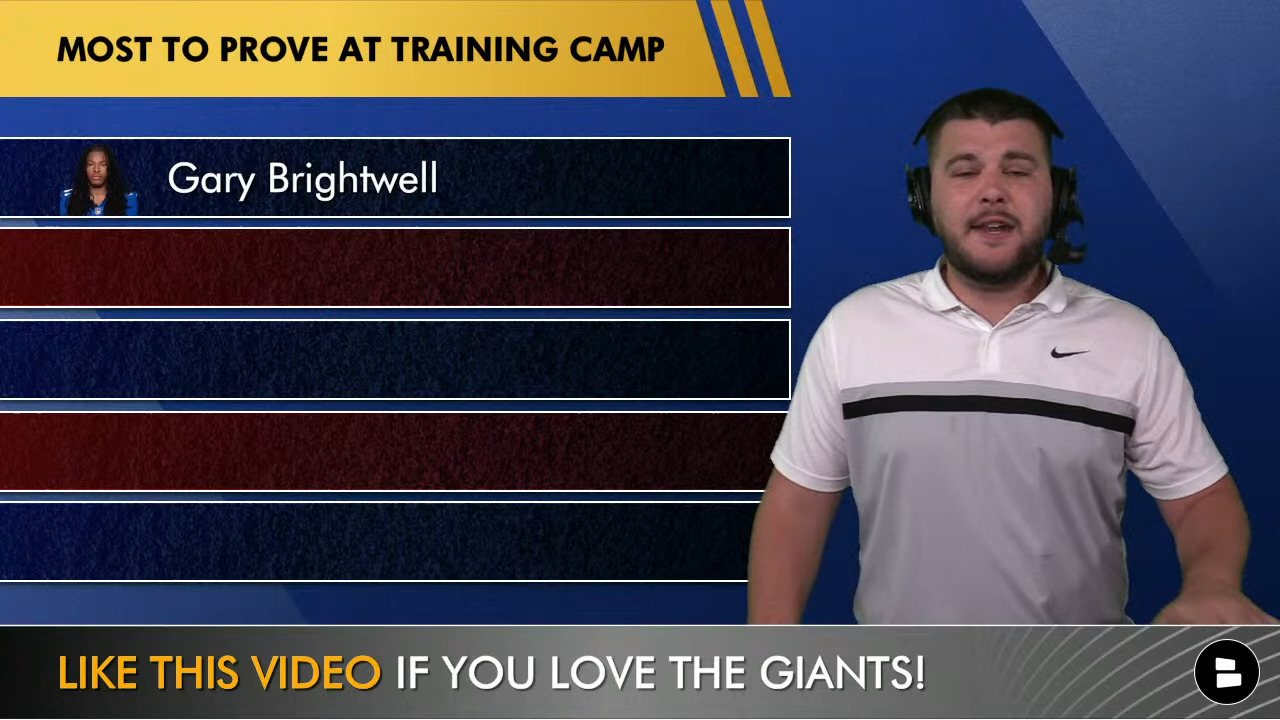 MOST TO PROVE AT TRAINING CAMP
Gary Brightwell
LIKE THIS VIDEO IF YOU LOVE THE GIANTS!